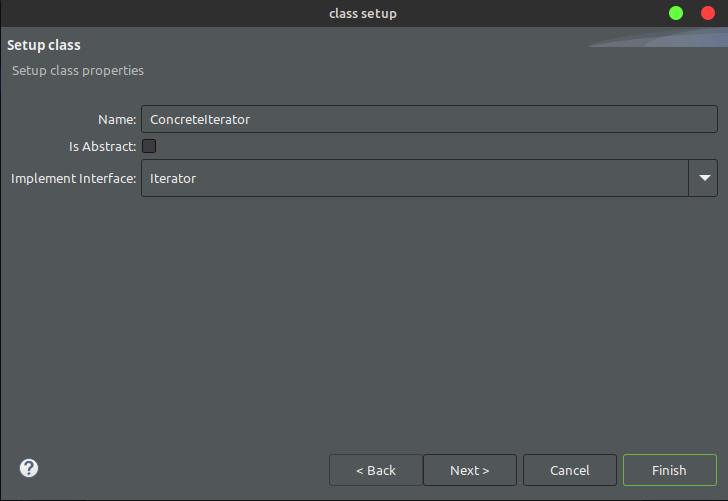 class setup
Setup class
Setup class properties
Name: ConcreteIterator
Is Abstract:
Implement Interface: Iterator
? < Back Next > Cancel Finish